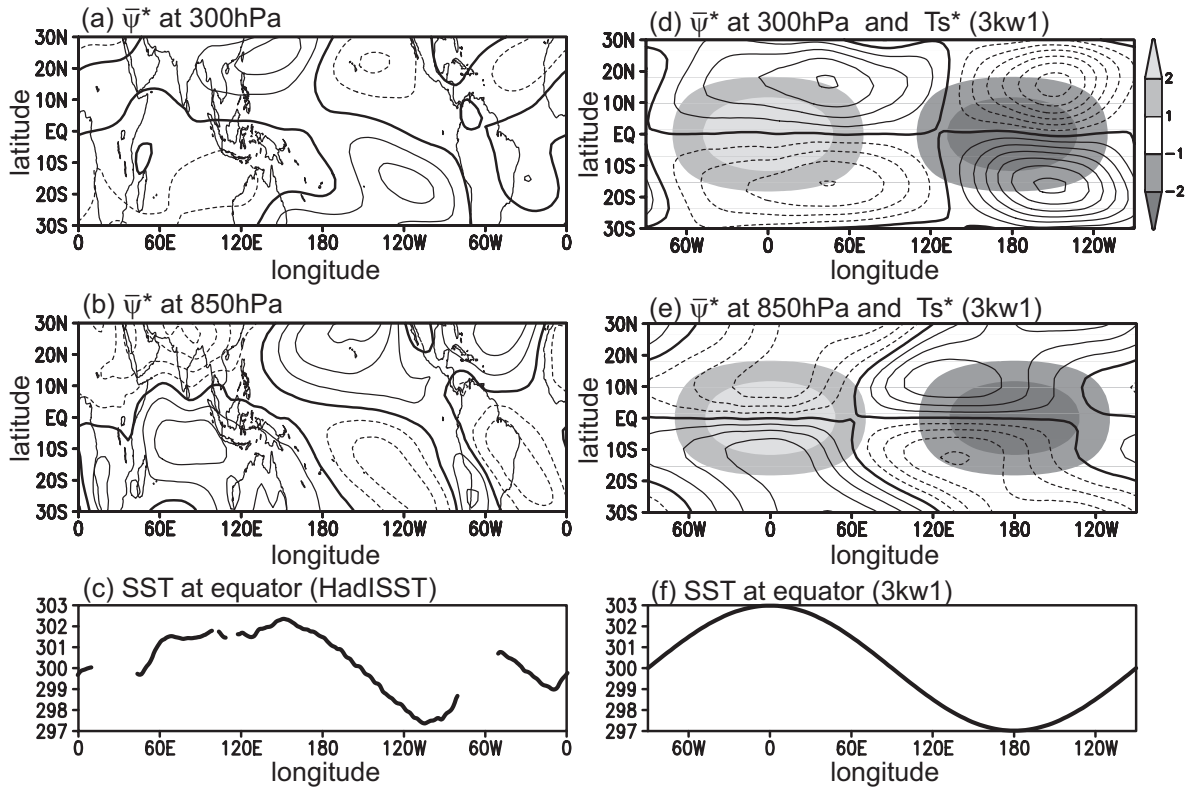 (a) ψ̅* at 300hPa
30N
20N
10N
EQ
10S
20S
30S
latitude
0 60E 120E 180 120W 60W 0
longitude
(b) ψ̅* at 850hPa
30N
20N
10N
EQ
10S
20S
30S
latitude
0 60E 120E 180 120W 60W 0
longitude
(c) SST at equator (HadISST)
303
302
301
300
299
298
297
0 60E 120E 180 120W 60W 0
longitude
(d) ψ̅* at 300hPa and Ts* (3kw1)
30N
20N
10N
EQ
10S
20S
30S
latitude
60W 0 60E 120E 180 120W
longitude
2
1
-1
-2
(e) ψ̅* at 850hPa and Ts* (3kw1)
30N
20N
10N
EQ
10S
20S
30S
latitude
60W 0 60E 120E 180 120W
longitude
(f) SST at equator (3kw1)
303
302
301
300
299
298
297
60W 0 60E 120E 180 120W
longitude